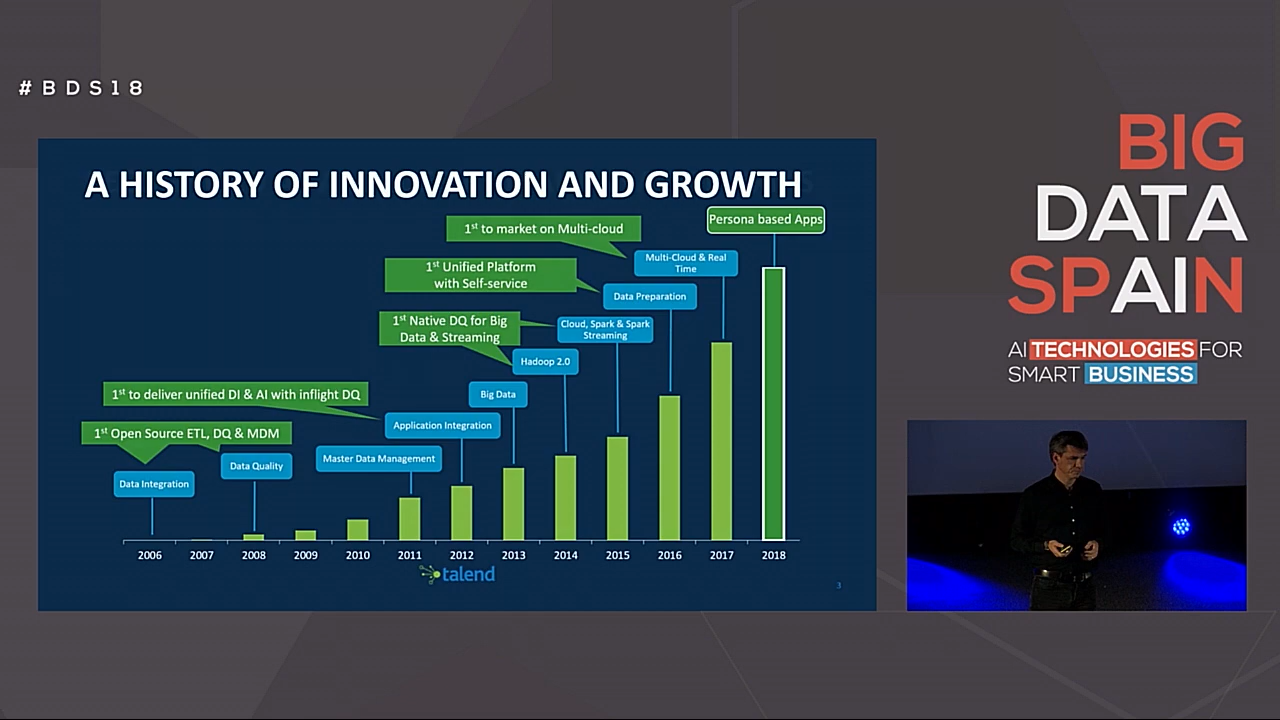 #BDS18
A HISTORY OF INNOVATION AND GROWTH
Persona based Apps
1st to market on Multi-cloud
Multi-Cloud & Real
Time
1st Unified Platform
with Self-service
Data Preparation
1st Native DQ for Big
Data & Streaming
Cloud, Spark & Spark
Streaming
Hadoop 2.0
1st to deliver unified DI & AI with inflight DQ
Big Data
Application Integration
1st Open Source ETL, DQ & MDM
Master Data Management
Data Quality
Data Integration
2006 2007 2008 2009 2010 2011 2012 2013 2014 2015 2016 2017 2018
talend
3
BIG
DATA
SPAIN
AI TECHNOLOGIES FOR
SMART BUSINESS